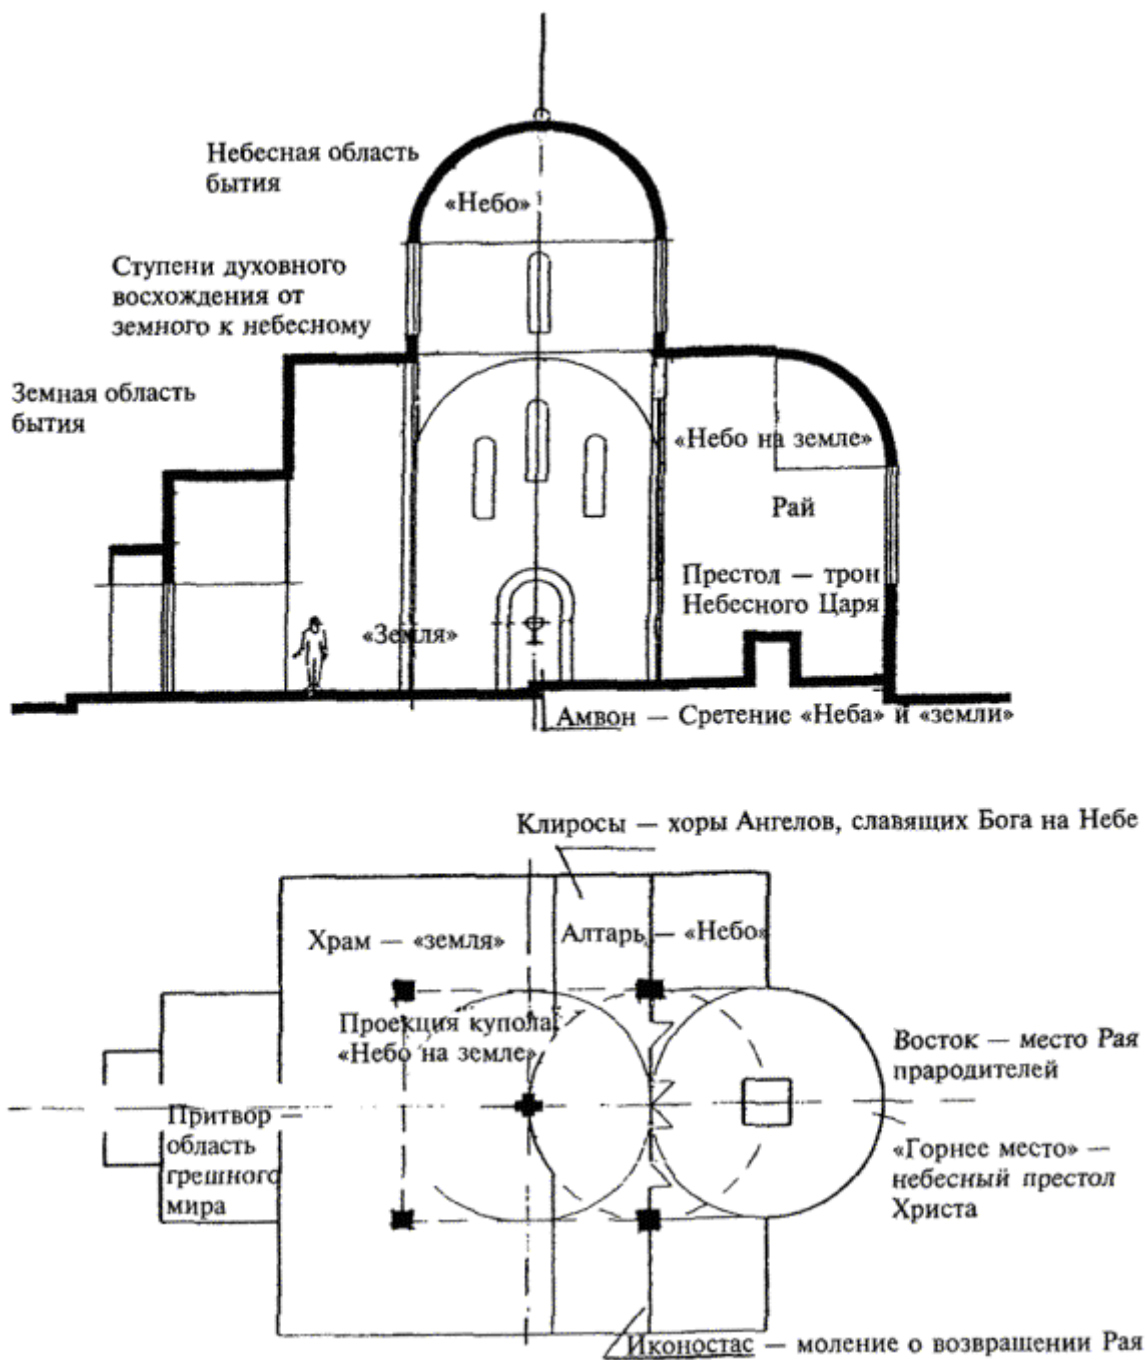 Небесная область
бытия
«Небо»
Ступени духовного
восхождения от
земного к небесному
Земная область
бытия
«Небо на земле»
Рай
Престол — трон
Небесного Царя
«Земля»
Амвон — Сретение «Неба» и «земли»
Клиросы — хоры Ангелов, славящих Бога на Небе
Храм — «земля»
Алтарь — «Небо»
Проекция купола
«Небо на земле»
Восток — место Рая
прародителей
Притвор —
область
грешного
мира
«Горнее место» —
небесный престол
Христа
Иконостас — моление о возвращении Рая